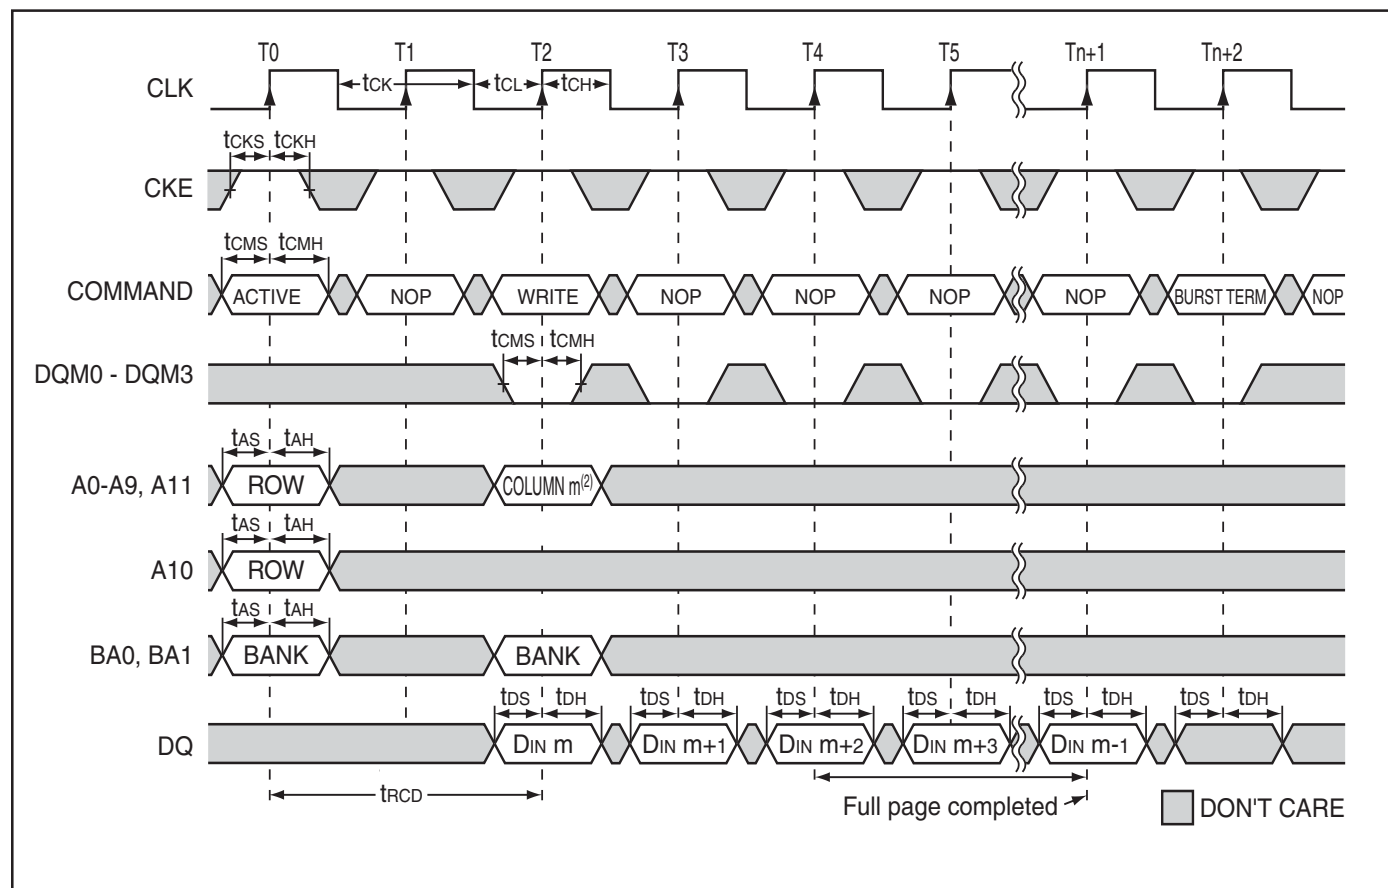 T0 T1 T2 T3 T4 T5 Tn+1 Tn+2
CLK tCK tCL tCH
tCKS tCKH
CKE
tCMS tCMH
COMMAND ACTIVE NOP WRITE NOP NOP NOP NOP BURST TERM NOP
tCMS tCMH
DQM0 - DQM3
tAS tAH
A0-A9, A11 ROW COLUMN m(2)
tAS tAH
A10 ROW
tAS tAH
BA0, BA1 BANK BANK
tDS tDH tDS tDH tDS tDH tDS tDH tDS tDH tDS tDH
DQ DIN m DIN m+1 DIN m+2 DIN m+3 DIN m-1
tRCD
Full page completed
DON'T CARE